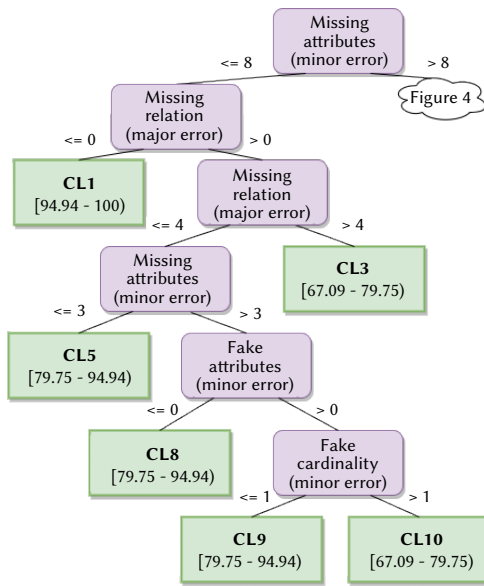 Missing
attributes
(minor error)
<= 8
> 8
Figure 4
Missing
relation
(major error)
<= 0
> 0
CL1
[94.94 - 100)
Missing
relation
(major error)
<= 4
> 4
Missing
attributes
(minor error)
CL3
[67.09 - 79.75)
<= 3
> 3
CL5
[79.75 - 94.94)
Fake
attributes
(minor error)
<= 0
> 0
CL8
[79.75 - 94.94)
Fake
cardinality
(minor error)
<= 1
> 1
CL9
[79.75 - 94.94)
CL10
[67.09 - 79.75)